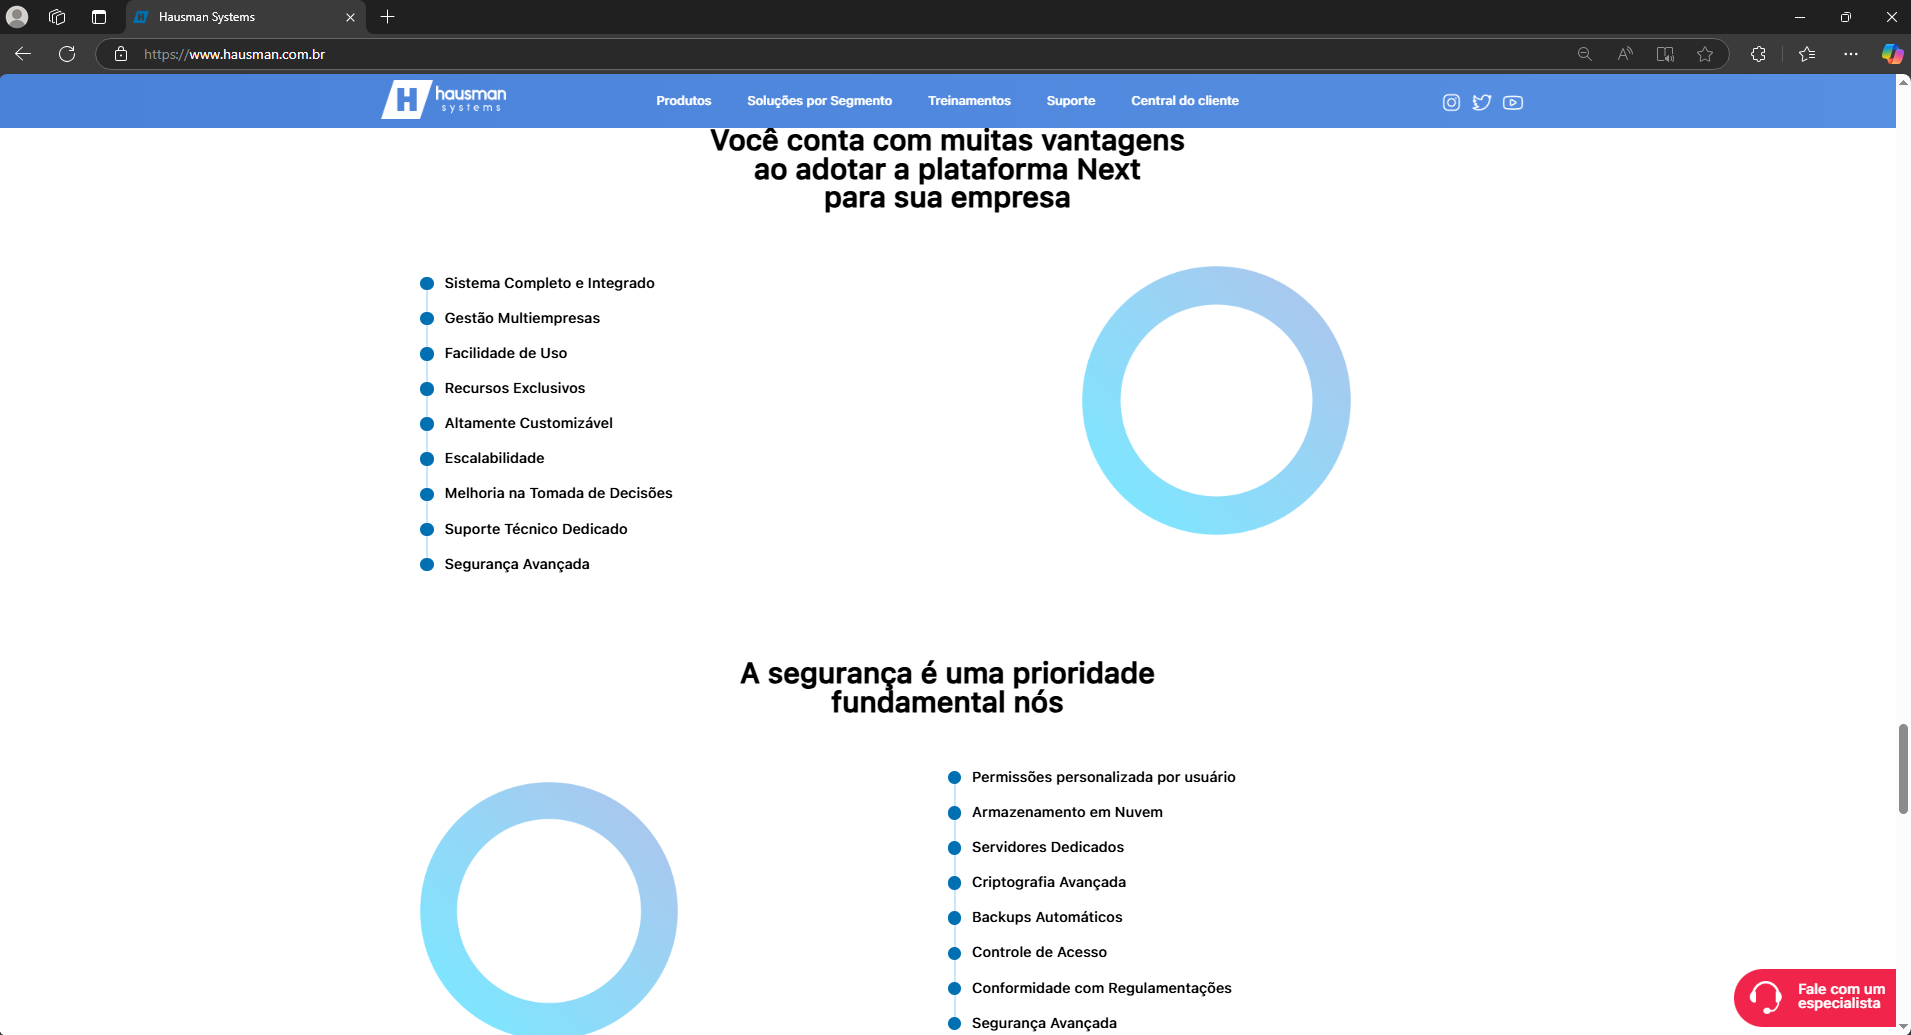 Hausman Systems
https://www.hausman.com.br
H hausman
systems
Produtos
Soluções por Segmento
Treinamentos
Suporte
Central do cliente
Você conta com muitas vantagens
ao adotar a plataforma Next
para sua empresa
Sistema Completo e Integrado
Gestão Multiempresas
Facilidade de Uso
Recursos Exclusivos
Altamente Customizável
Escalabilidade
Melhoria na Tomada de Decisões
Suporte Técnico Dedicado
Segurança Avançada
A segurança é uma prioridade
fundamental nós
Permissões personalizada por usuário
Armazenamento em Nuvem
Servidores Dedicados
Criptografia Avançada
Backups Automáticos
Controle de Acesso
Conformidade com Regulamentações
Segurança Avançada
Fale com um
especialista